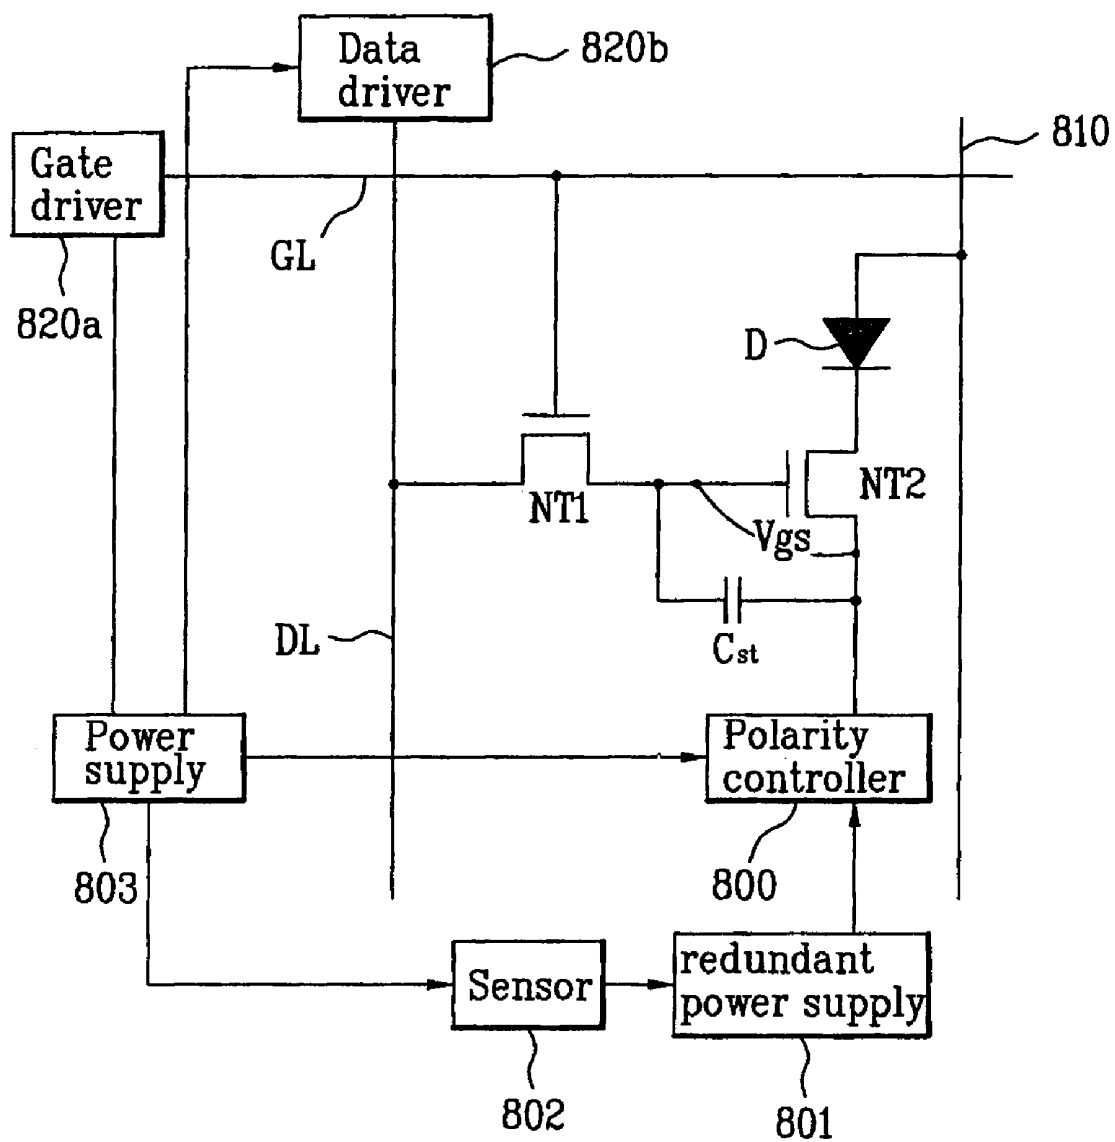 Data
driver
820b
810
Gate
driver
GL
820a
D
NT1
NT2
Vgs
DL
Cst
Power
supply
Polarity
controller
803
800
Sensor
redundant
power supply
802
801